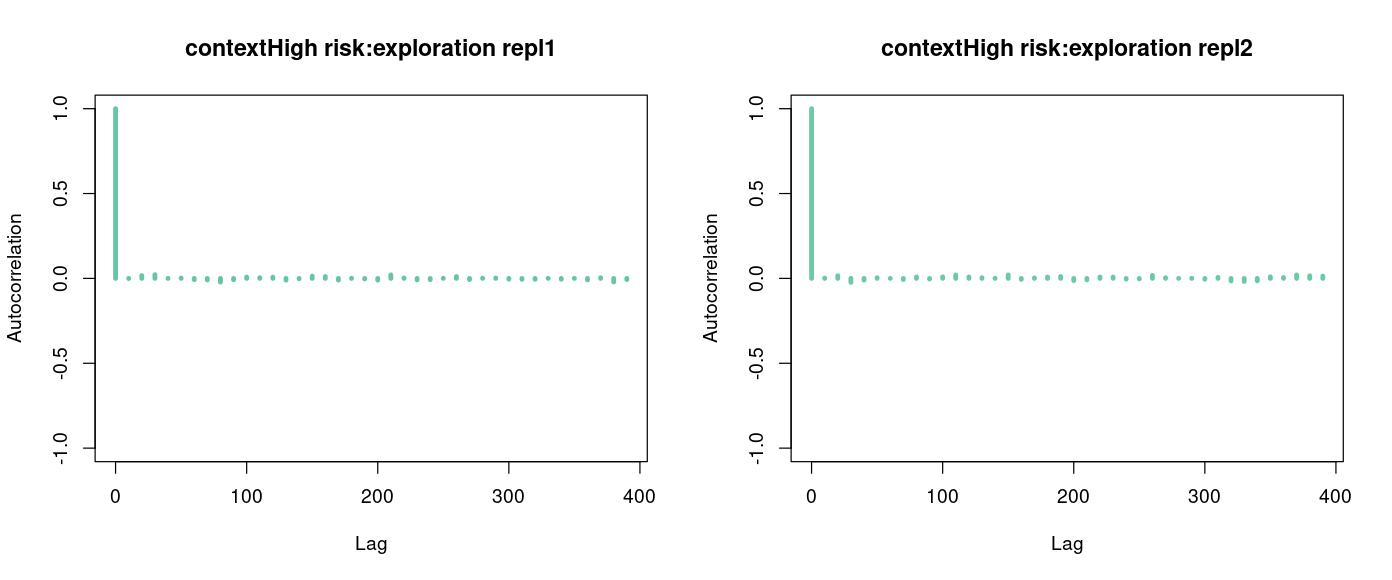 contextHigh risk:exploration repl1
Autocorrelation
1.0
0.5
0.0
-0.5
-1.0
0 100 200 300 400
Lag
contextHigh risk:exploration repl2
Autocorrelation
1.0
0.5
0.0
-0.5
-1.0
0 100 200 300 400
Lag